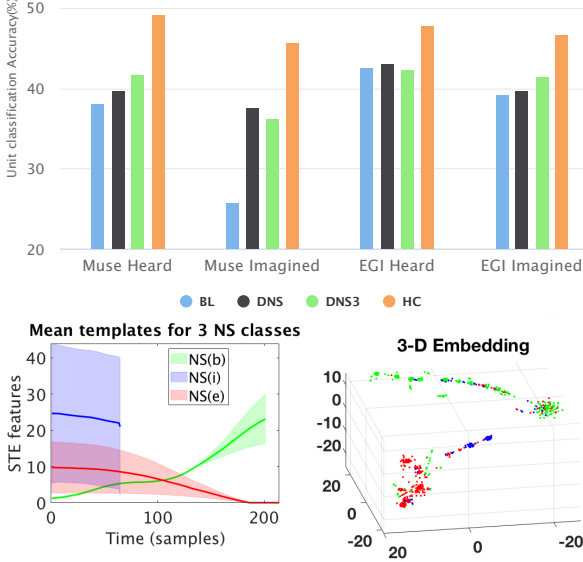 Unit classification Accuracy(%)
50
40
30
20
Muse Heard
Muse Imagined
EGI Heard
EGI Imagined
BL
DNS
DNS3
HC
Mean templates for 3 NS classes
STE features
40
30
20
10
0
NS(b)
NS(i)
NS(e)
0
100
200
Time (samples)
3-D Embedding
10
0
-10
-20
20
0
-20
20
0
-20